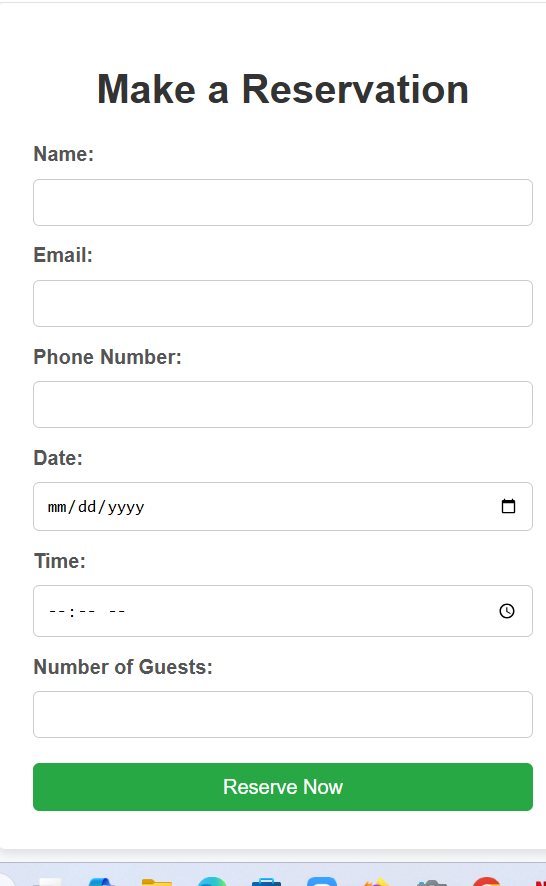 Make a Reservation
Name:
Email:
Phone Number:
Date:
mm/dd/yyyy
Time:
--:-- --
Number of Guests:
Reserve Now